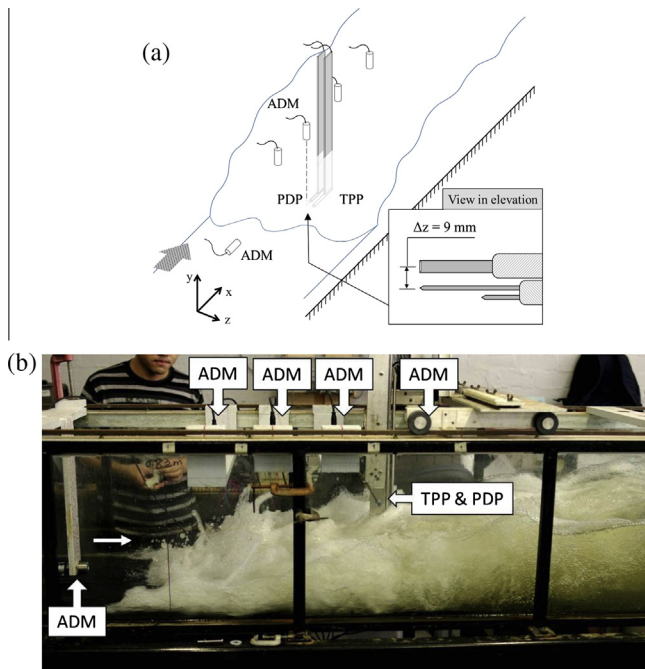 (a)
ADM
PDP
TPP
ADM
y
x
z
View in elevation
Δz = 9 mm
(b)
ADM
ADM
ADM
ADM
TPP & PDP
ADM